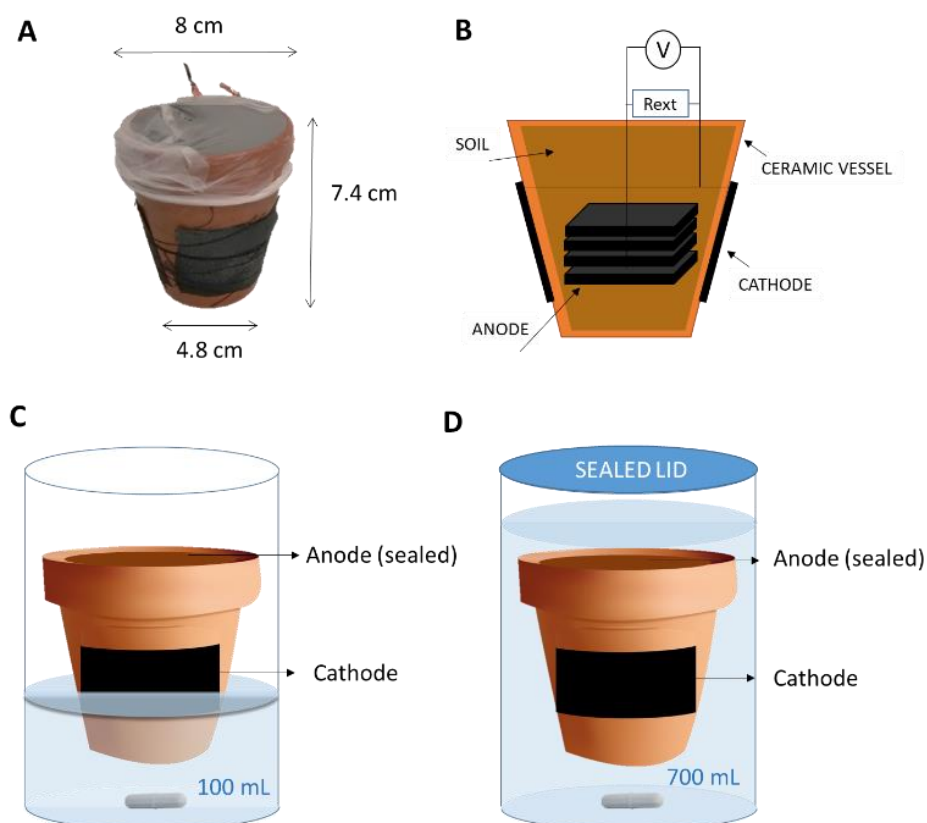 A
8 cm
7.4 cm
4.8 cm
B
V
Rext
SOIL
CERAMIC VESSEL
CATHODE
ANODE
C
Anode (sealed)
Cathode
100 mL
D
SEALED LID
Anode (sealed)
Cathode
700 mL